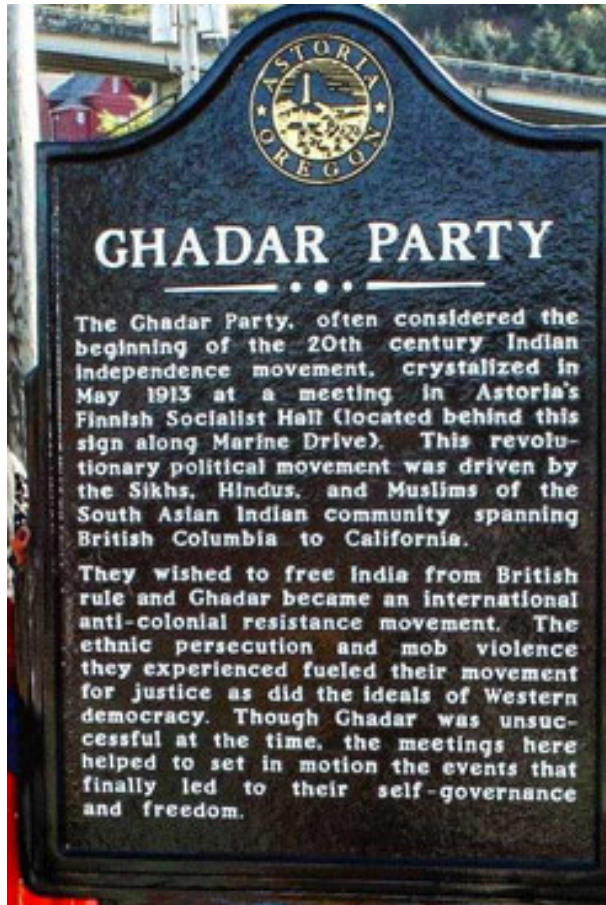 ASTORIA
OREGON
GHADAR PARTY
The Ghadar Party, often considered the
beginning of the 20th century Indian
independence movement, crystalized in
May 1913 at a meeting in Astoria's
Finnish Socialist Hall (located behind this
sign along Marine Drive). This revolu-
tionary political movement was driven by
the Sikhs, Hindus, and Muslims of the
South Asian Indian community spanning
British Columbia to California.
They wished to free India from British
rule and Ghadar became an international
anti-colonial resistance movement. The
ethnic persecution and mob violence
they experienced fueled their movement
for justice as did the ideals of Western
democracy. Though Ghadar was unsuc-
cessful at the time, the meetings here
helped to set in motion the events that
finally led to their self-governance
and freedom.